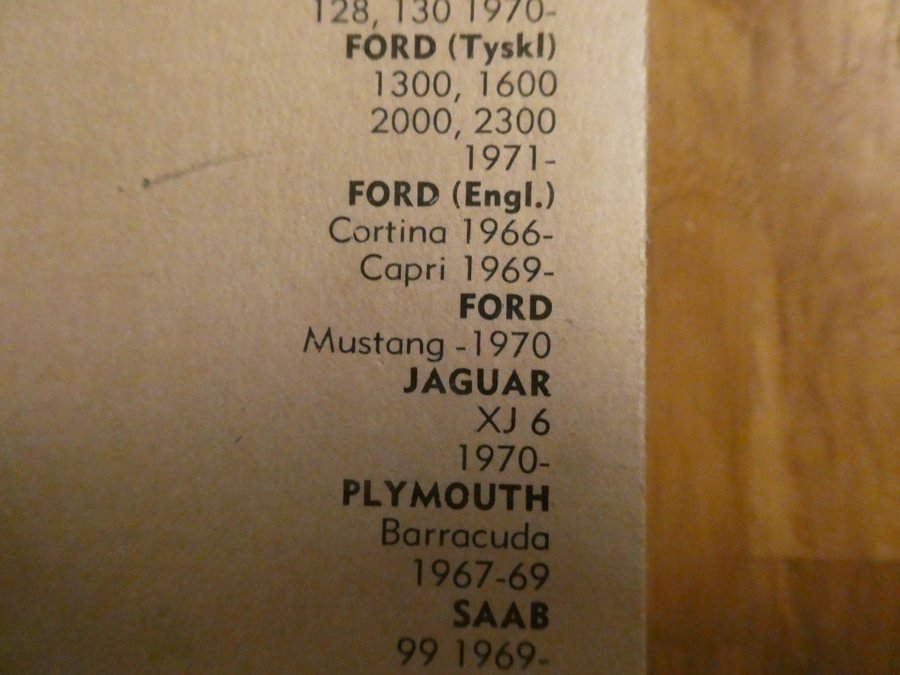 128, 130 1970-
FORD (Tyskl)
1300, 1600
2000, 2300
1971-
FORD (Engl.)
Cortina 1966-
Capri 1969-
FORD
Mustang -1970
JAGUAR
XJ 6
1970-
PLYMOUTH
Barracuda
1967-69
SAAB
99 1969-